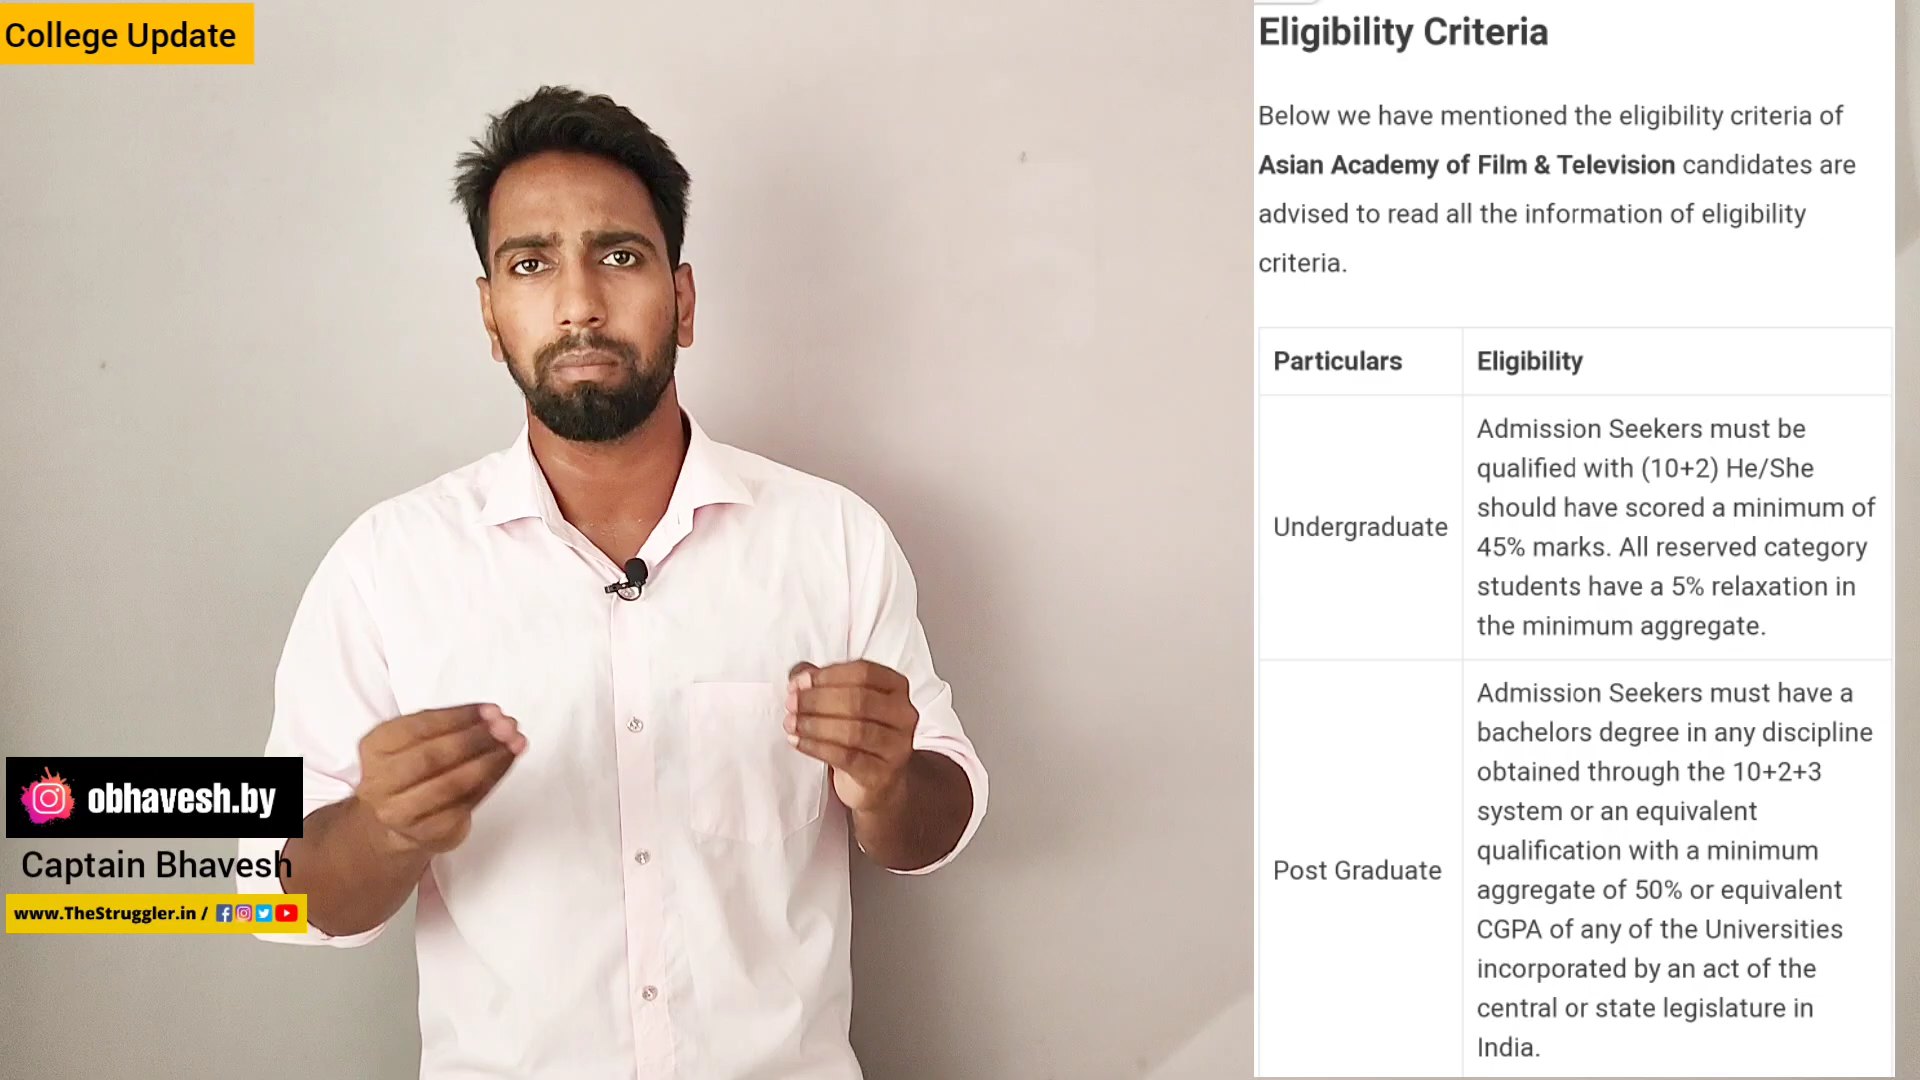 College Update
obhavesh.by
Captain Bhavesh
www.TheStruggler.in /
Eligibility Criteria
Below we have mentioned the eligibility criteria of
Asian Academy of Film & Television candidates are
advised to read all the information of eligibility
criteria.
Particulars
Eligibility
Undergraduate
Admission Seekers must be
qualified with (10+2) He/She
should have scored a minimum of
45% marks. All reserved category
students have a 5% relaxation in
the minimum aggregate.
Post Graduate
Admission Seekers must have a
bachelors degree in any discipline
obtained through the 10+2+3
system or an equivalent
qualification with a minimum
aggregate of 50% or equivalent
CGPA of any of the Universities
incorporated by an act of the
central or state legislature in
India.